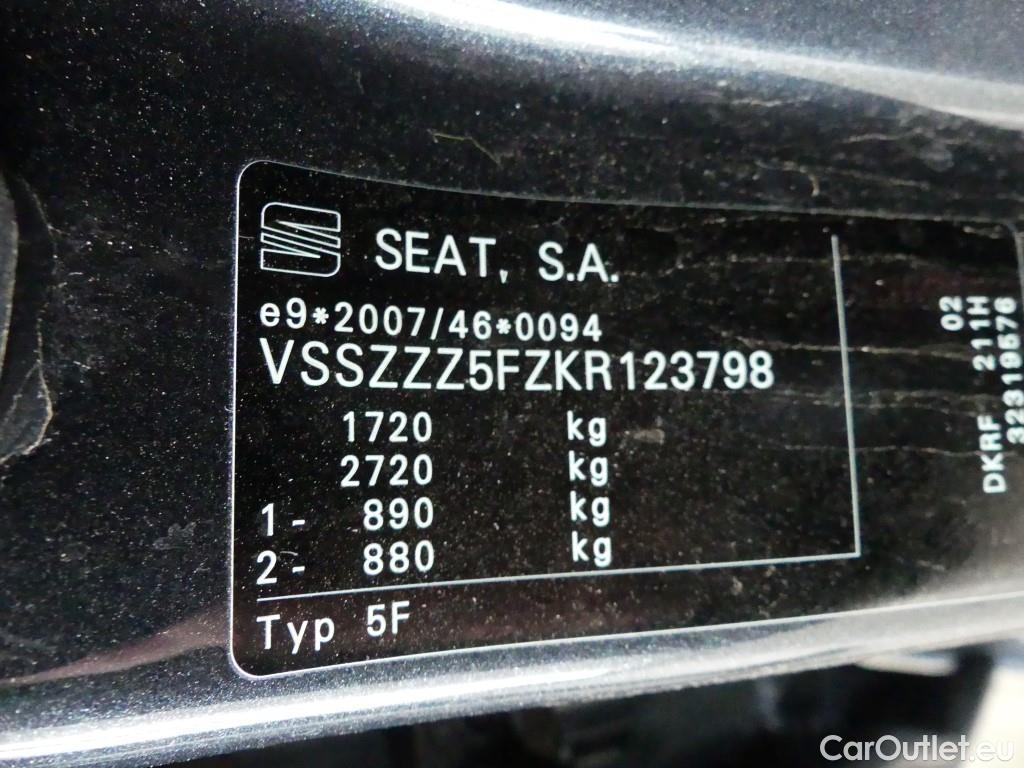 SEAT, S.A.
e9*2007/46*0094
VSSZZZ5FZKR123798
1720 kg
2720 kg
1- 890 kg
2- 880 kg
Typ 5F
02
DKRF 211H
32319576
CarOutlet.eu